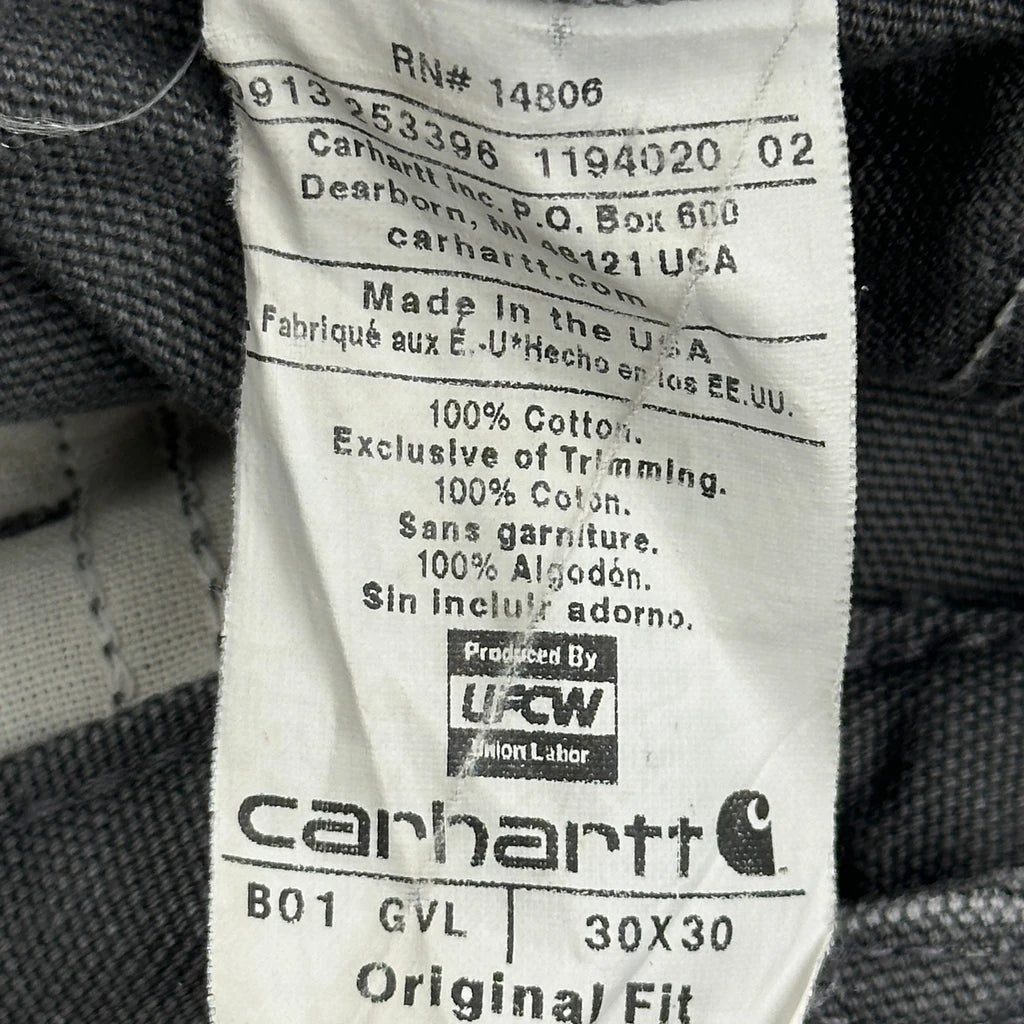 RN# 14806
0913 253396 1194020 02
Carhartt Inc. P.O. Box 600
Dearborn, MI 48121 USA
carhartt.com
Made in the USA
Fabriqué aux É.-U*Hecho en los EE.UU.
100% Cotton.
Exclusive of Trimming.
100% Coton.
Sans garniture.
100% Algodón.
Sin incluir adorno.
Produced By
UFCW
Union Labor
carhartt
B01 GVL 30X30
Original Fit